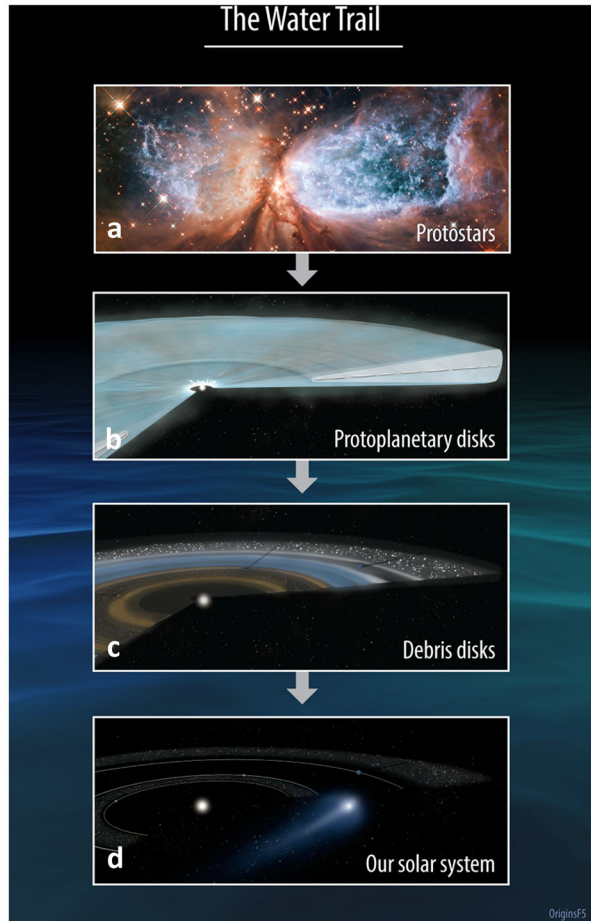 The Water Trail
a
Protostars
b
Protoplanetary disks
c
Debris disks
d
Our solar system
OriginsF5